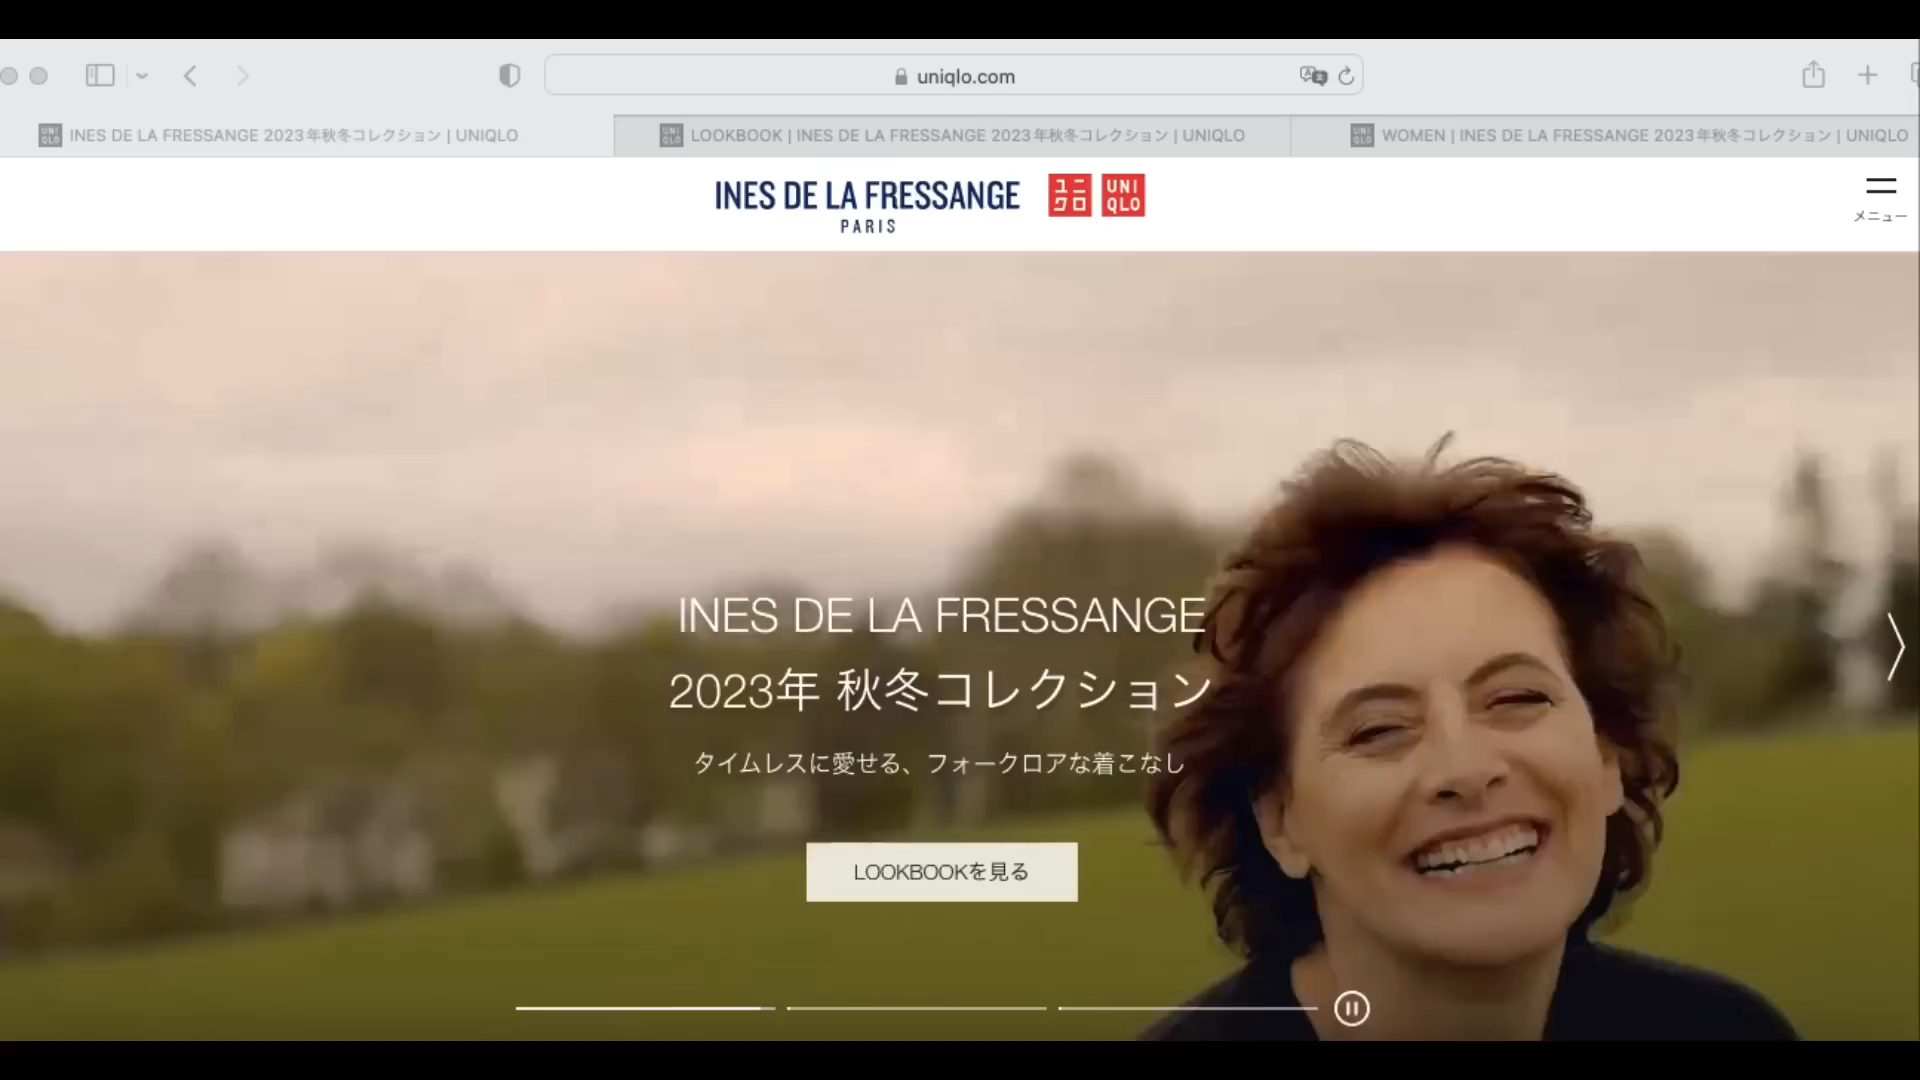 uniqlo.com
INES DE LA FRESSANGE 2023年秋冬コレクション | UNIQLO
LOOKBOOK | INES DE LA FRESSANGE 2023年秋冬コレクション | UNIQLO
WOMEN | INES DE LA FRESSANGE 2023年秋冬コレクション | UNIQLO
INES DE LA FRESSANGE
PARIS
ユニクロ
UNIQLO
メニュー
INES DE LA FRESSANGE
2023年 秋冬コレクション
タイムレスに愛せる、フォークロアな着こなし
LOOKBOOKを見る